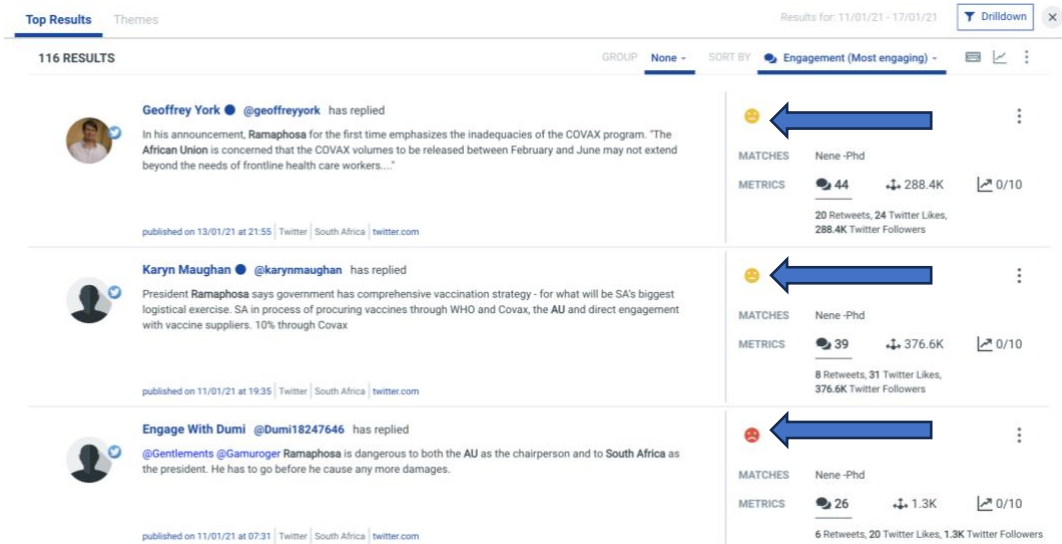 Top Results Themes Results for: 11/01/21 - 17/01/21 Drilldown
116 RESULTS GROUP None SORT BY Engagement (Most engaging)
Geoffrey York @geoffreyyork has replied
In his announcement, Ramaphosa for the first time emphasizes the inadequacies of the COVAX program. "The
African Union is concerned that the COVAX volumes to be released between February and June may not extend
beyond the needs of frontline health care workers...."
published on 13/01/21 at 21:55 Twitter South Africa twitter.com
MATCHES Nene -Phd
METRICS 44 288.4K 0/10
20 Retweets, 24 Twitter Likes,
288.4K Twitter Followers
Karyn Maughan @karynmaughan has replied
President Ramaphosa says government has comprehensive vaccination strategy - for what will be SA's biggest
logistical exercise. SA in process of procuring vaccines through WHO and Covax, the AU and direct engagement
with vaccine suppliers. 10% through Covax
published on 11/01/21 at 19:35 Twitter South Africa twitter.com
MATCHES Nene -Phd
METRICS 39 376.6K 0/10
8 Retweets, 31 Twitter Likes,
376.6K Twitter Followers
Engage With Dumi @Dumi18247646 has replied
@Gentlements @Gamuroger Ramaphosa is dangerous to both the AU as the chairperson and to South Africa as
the president. He has to go before he cause any more damages.
published on 11/01/21 at 07:31 Twitter South Africa twitter.com
MATCHES Nene -Phd
METRICS 26 1.3K 0/10
6 Retweets, 20 Twitter Likes, 1.3K Twitter Followers